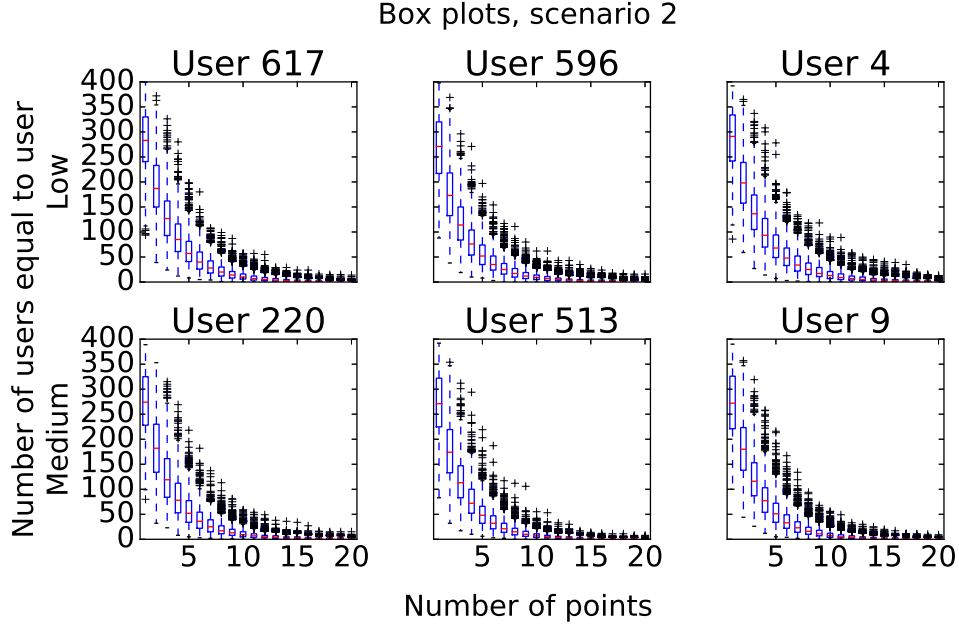 Box plots, scenario 2
User 617
User 596
User 4
400
350
300
250
200
150
100
50
0
Low
User 220
User 513
User 9
400
350
300
250
200
150
100
50
0
Medium
Number of users equal to user
5 10 15 20
5 10 15 20
5 10 15 20
Number of points